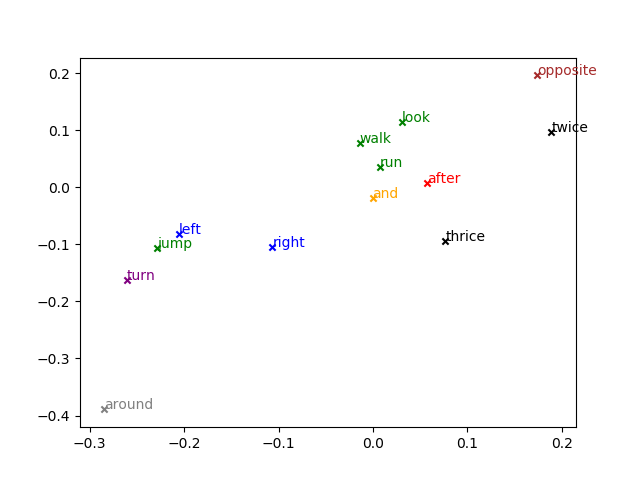 0.2
0.1
0.0
−0.1
−0.2
−0.3
−0.4
opposite
twice
look
walk
run
after
and
thrice
left
jump
right
turn
around
−0.3
−0.2
−0.1
0.0
0.1
0.2